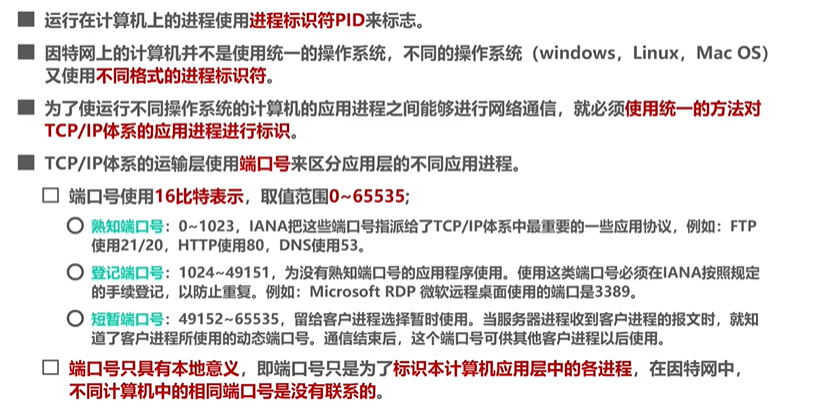 运行在计算机上的进程使用进程标识符PID来标志。
因特网上的计算机并不是使用统一的操作系统，不同的操作系统（windows，Linux，Mac OS）
又使用不同格式的进程标识符。
为了使运行不同操作系统的计算机的应用进程之间能够进行网络通信，就必须使用统一的方法对
TCP/IP体系的应用进程进行标识。
TCP/IP体系的运输层使用端口号来区分应用层的不同应用进程。
端口号使用16比特表示，取值范围0~65535;
熟知端口号：0~1023，IANA把这些端口号指派给了TCP/IP体系中最重要的一些应用协议，例如：FTP
使用21/20，HTTP使用80，DNS使用53。
登记端口号：1024~49151，为没有熟知端口号的应用程序使用。使用这类端口号必须在IANA按照规定
的手续登记，以防止重复。例如：Microsoft RDP 微软远程桌面使用的端口是3389。
短暂端口号：49152~65535，留给客户进程选择暂时使用。当服务器进程收到客户进程的报文时，就知
道了客户进程所使用的动态端口号。通信结束后，这个端口号可供其他客户进程以后使用。
端口号只具有本地意义，即端口号只是为了标识本计算机应用层中的各进程，在因特网中，
不同计算机中的相同端口号是没有联系的。